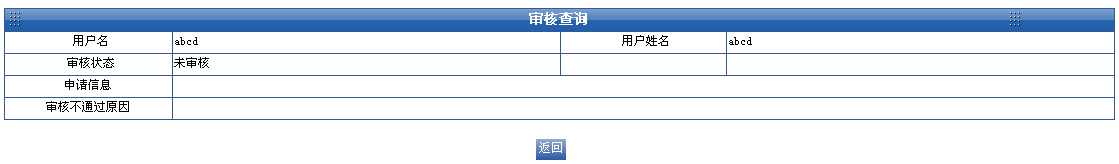 审核查询
用户名 abcd 用户姓名 abcd
审核状态 未审核
申请信息
审核不通过原因
返回